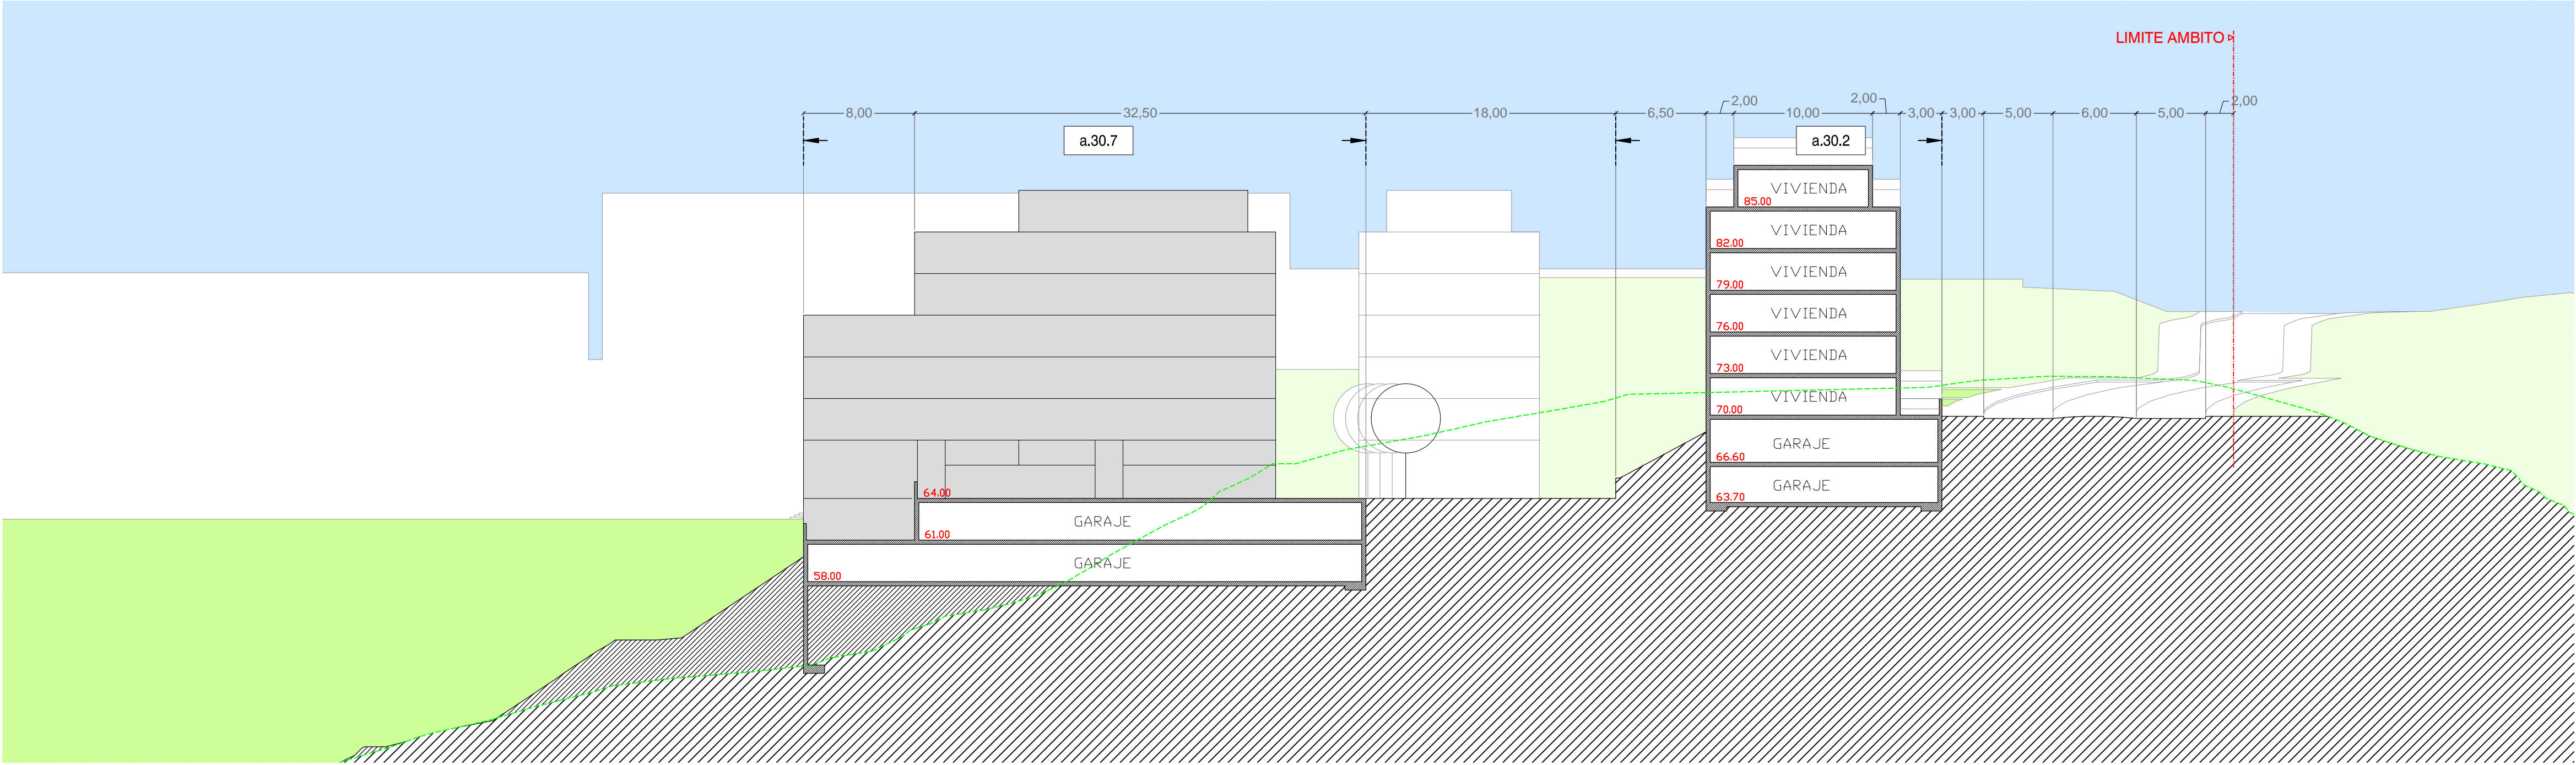 LIMITE AMBITO
8,00
32,50
18,00
6,50
2,00
10,00
2,00
3,00
3,00
5,00
6,00
5,00
2,00
a.30.7
a.30.2
VIVIENDA
85.00
VIVIENDA
82.00
VIVIENDA
79.00
VIVIENDA
76.00
VIVIENDA
73.00
VIVIENDA
70.00
GARAJE
66.60
GARAJE
63.70
64.00
GARAJE
61.00
GARAJE
58.00